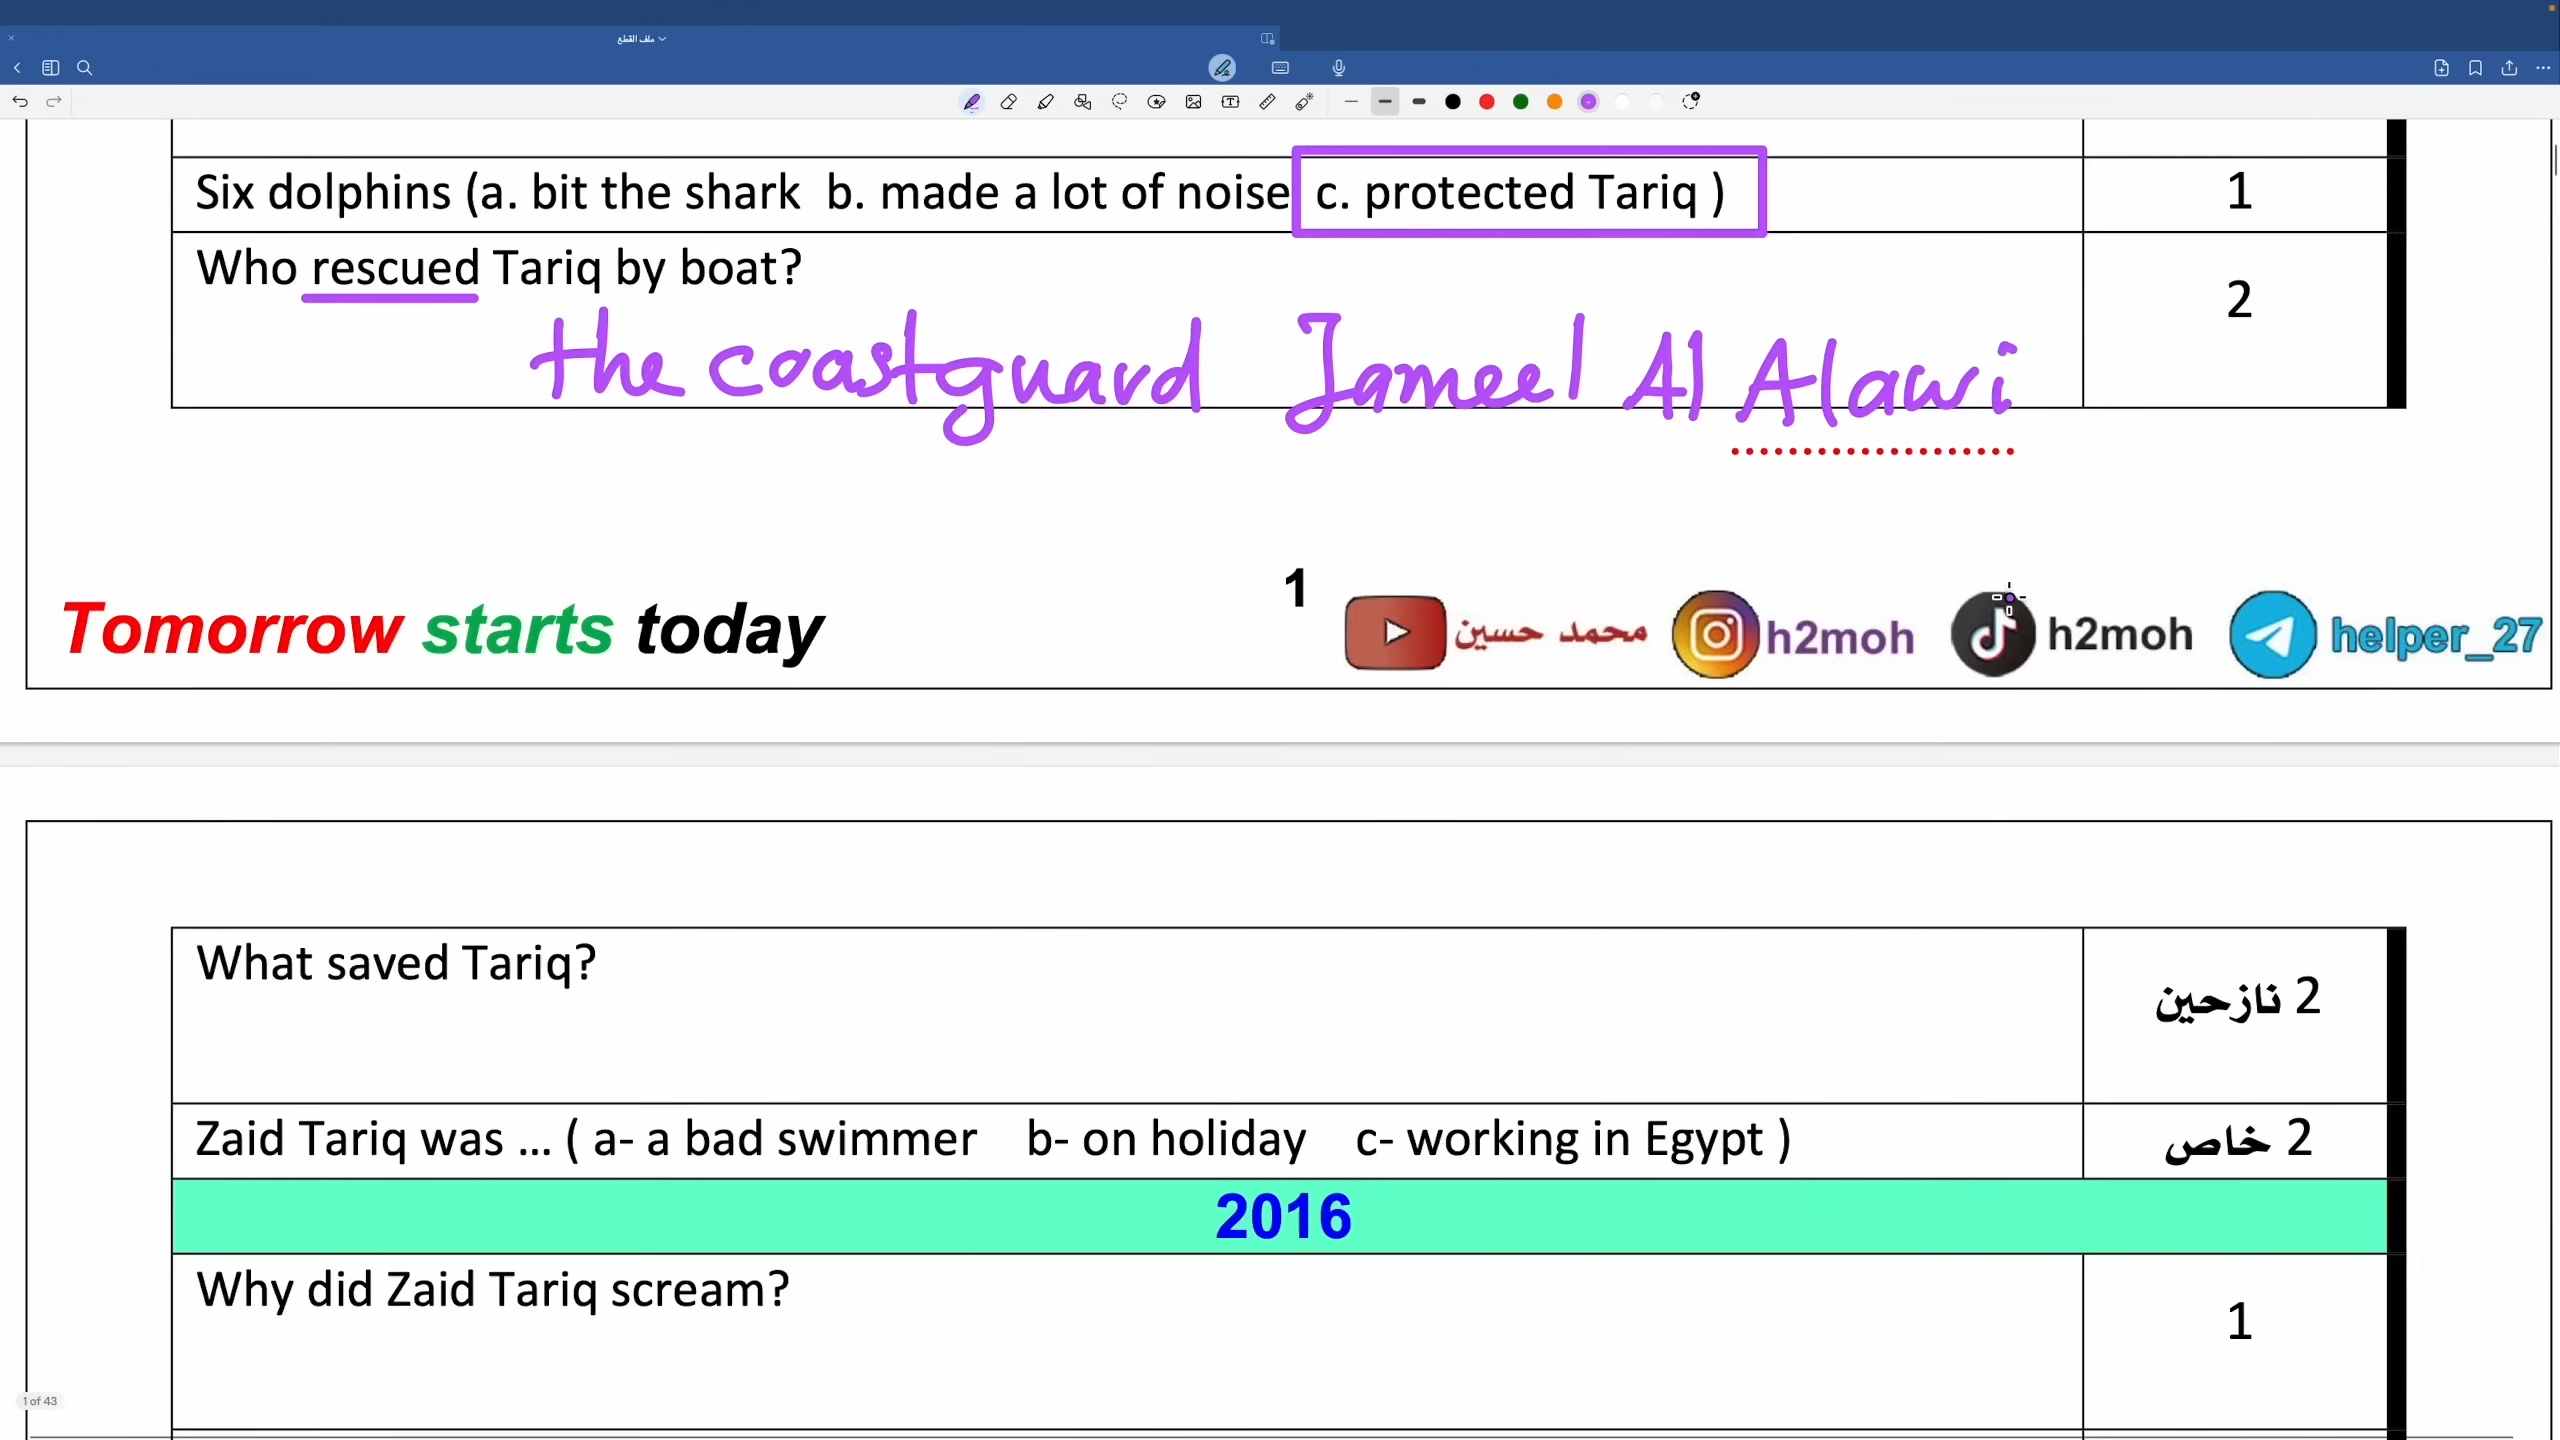 ملف القطع
Six dolphins (a. bit the shark b. made a lot of noise c. protected Tariq ) 1
Who rescued Tariq by boat? 2
the coastguard Jameel Al Alawi
1
Tomorrow starts today محمد حسين h2moh h2moh helper_27
What saved Tariq? 2 نازحين
Zaid Tariq was ... ( a- a bad swimmer b- on holiday c- working in Egypt ) 2 خاص
2016
Why did Zaid Tariq scream? 1
1 of 43